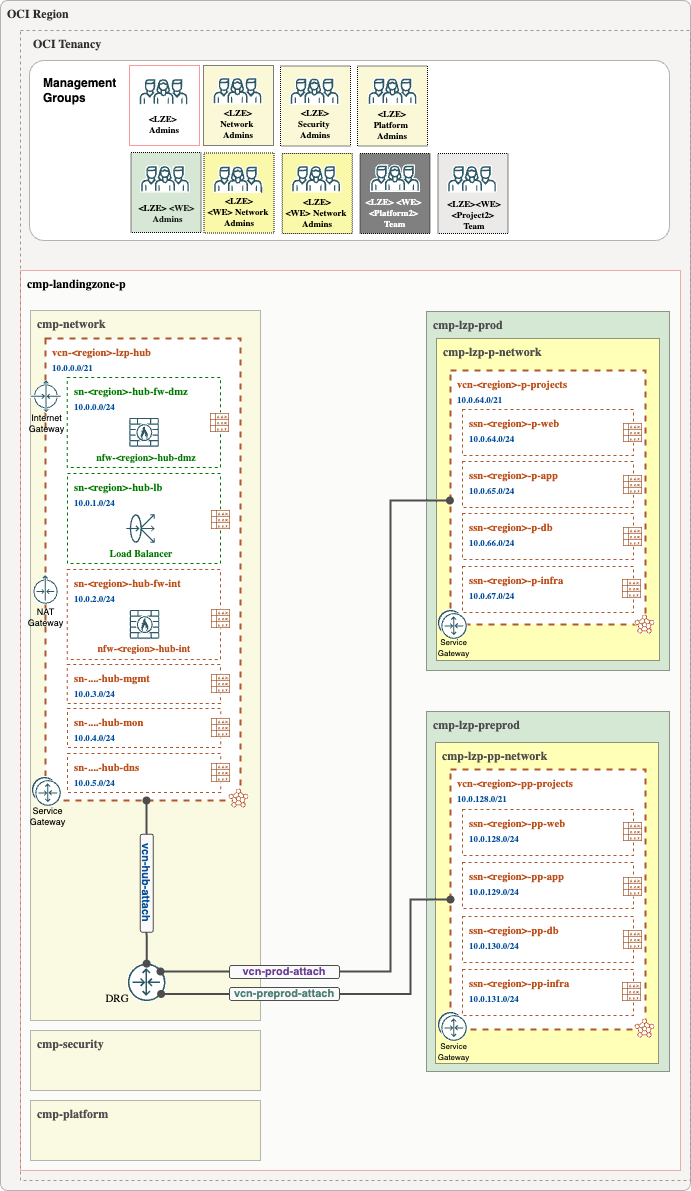 OCI Region
OCI Tenancy
Management
Groups
<LZE>
Admins
<LZE>
Network
Admins
<LZE>
Security
Admins
<LZE>
Platform
Admins
<LZE> <WE>
Admins
<LZE>
<WE> Network
Admins
<LZE>
<WE> Network
Admins
<LZE> <WE>
<Platform2>
Team
<LZE><WE>
<Project2>
Team
cmp-landingzone-p
cmp-network
vcn-<region>-lzp-hub
10.0.0.0/21
sn-<region>-hub-fw-dmz
10.0.0.0/24
nfw-<region>-hub-dmz
Internet
Gateway
sn-<region>-hub-lb
10.0.1.0/24
Load Balancer
sn-<region>-hub-fw-int
10.0.2.0/24
nfw-<region>-hub-int
NAT
Gateway
sn-....-hub-mgmt
10.0.3.0/24
sn-....-hub-mon
10.0.4.0/24
sn-....-hub-dns
10.0.5.0/24
Service
Gateway
vcn-hub-attach
DRG
vcn-prod-attach
vcn-preprod-attach
cmp-security
cmp-platform
cmp-lzp-prod
cmp-lzp-p-network
vcn-<region>-p-projects
10.0.64.0/21
ssn-<region>-p-web
10.0.64.0/24
ssn-<region>-p-app
10.0.65.0/24
ssn-<region>-p-db
10.0.66.0/24
ssn-<region>-p-infra
10.0.67.0/24
Service
Gateway
cmp-lzp-preprod
cmp-lzp-pp-network
vcn-<region>-pp-projects
10.0.128.0/21
ssn-<region>-pp-web
10.0.128.0/24
ssn-<region>-pp-app
10.0.129.0/24
ssn-<region>-pp-db
10.0.130.0/24
ssn-<region>-pp-infra
10.0.131.0/24
Service
Gateway